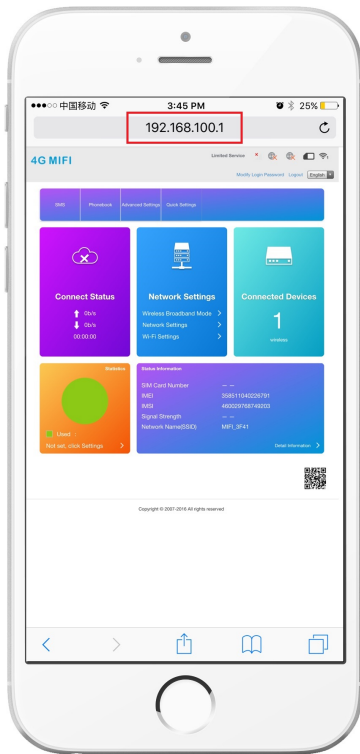 中国移动 3:45 PM 25%
192.168.100.1
4G MIFI
Limited Service
Modify Login Password Logout English
SMS Phonebook Advanced Settings Quick Settings
Connect Status
0b/s
0b/s
00:00:00
Network Settings
Wireless Broadband Mode >
Network Settings >
Wi-Fi Settings >
Connected Devices
1
wireless
Statistics
Used
Not set, click Settings >
Status Information
SIM Card Number — —
IMEI 358511040226791
IMSI 460029768749203
Signal Strength — —
Network Name(SSID) MIFI_3F41
Detail Information >
Copyright © 2007-2016 All rights reserved